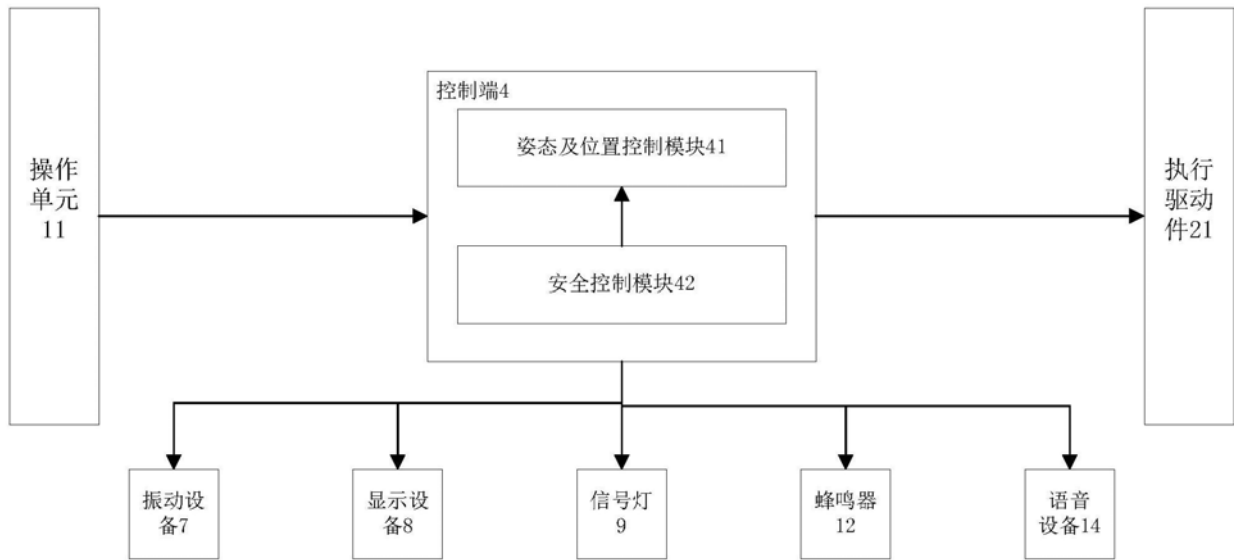 控制端4
姿态及位置控制模块41
安全控制模块42
操作
单元
11
执行
驱动
件21
振动设
备7
显示设
备8
信号灯
9
蜂鸣器
12
语音
设备14